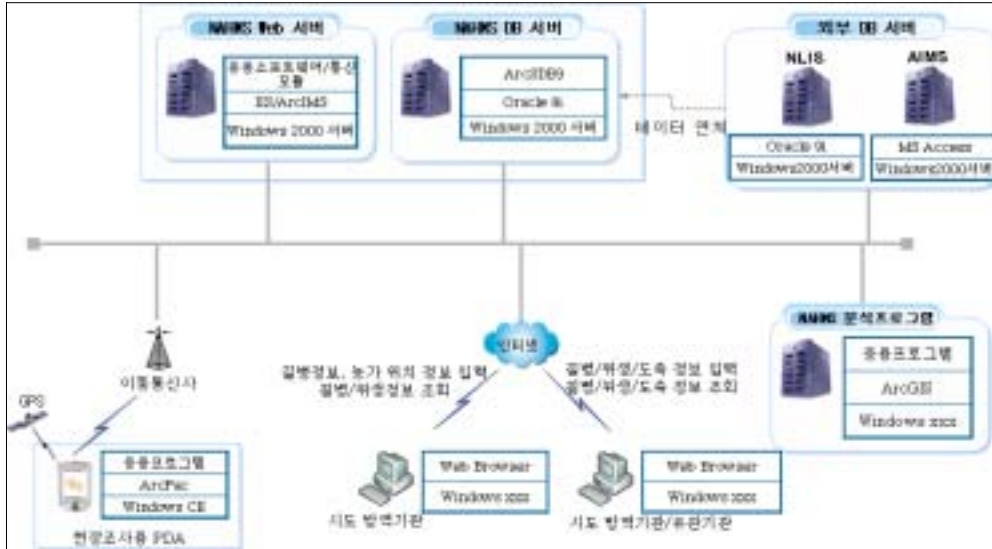 NAHMS Web 서버
응용소프트웨어/통신
모듈
IIS/ArcIMS
Windows 2000 서버
NAHMS DB 서버
ArcSDE9
Oracle 9i
Windows 2000 서버
외부 DB 서버
NLIS
AIMS
Oracle 9i
Windows2000서버
MS Access
Windows2000서버
데이터 연계
이동통신사
GPS
응용프로그램
ArcPac
Windows CE
현장조사용 PDA
인터넷
질병정보, 농가 위치 정보 입력
질병/위생정보 조회
질병/위생/도축 정보 입력
질병/위생/도축 정보 조회
Web Browser
Windows xxx
시도 방역기관
Web Browser
Windows xxx
시도 방역기관/유관기관
NAHMS 분석프로그램
응용프로그램
ArcGIS
Windows xxx